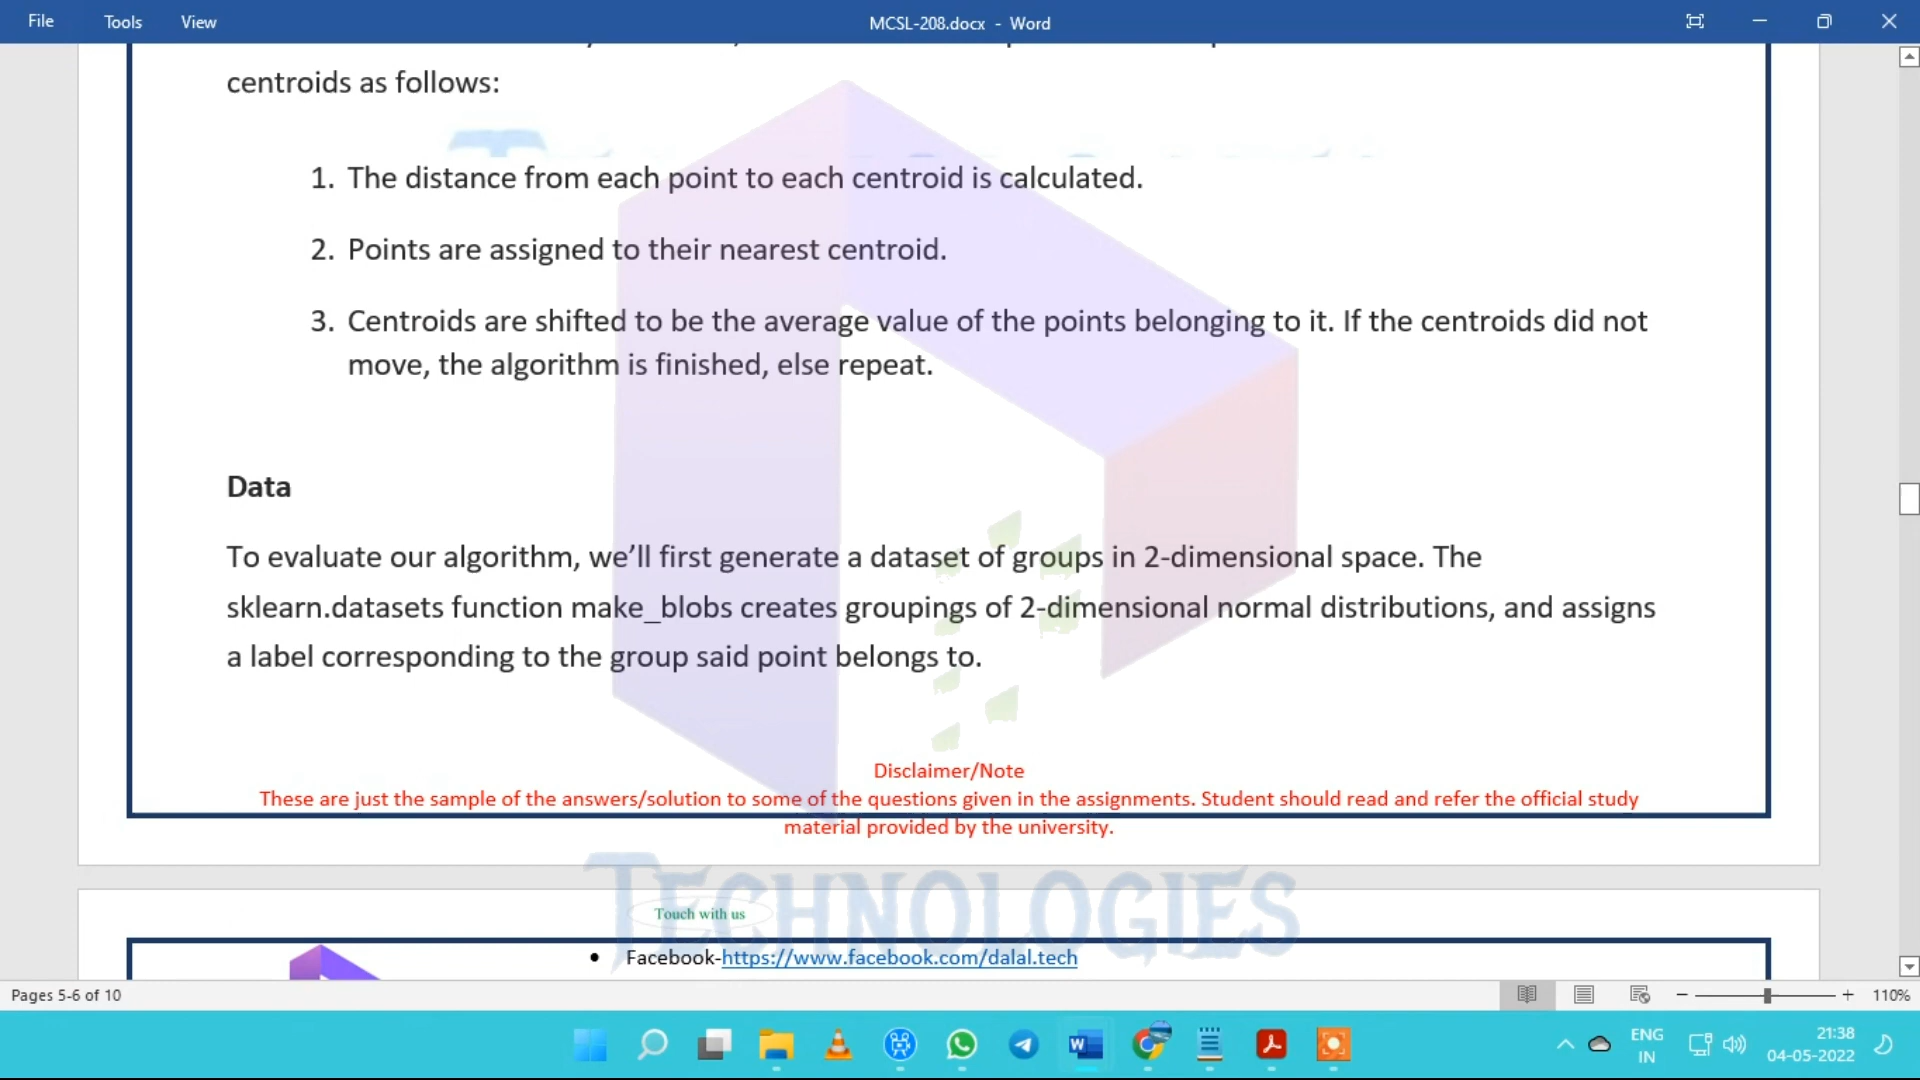 File Tools View MCSL-208.docx - Word
centroids as follows:
1. The distance from each point to each centroid is calculated.
2. Points are assigned to their nearest centroid.
3. Centroids are shifted to be the average value of the points belonging to it. If the centroids did not
move, the algorithm is finished, else repeat.
Data
To evaluate our algorithm, we’ll first generate a dataset of groups in 2-dimensional space. The
sklearn.datasets function make_blobs creates groupings of 2-dimensional normal distributions, and assigns
a label corresponding to the group said point belongs to.
Disclaimer/Note
These are just the sample of the answers/solution to some of the questions given in the assignments. Student should read and refer the official study
material provided by the university.
TECHNOLOGIES
Touch with us
• Facebook-https://www.facebook.com/dalal.tech
Pages 5-6 of 10 110%
ENG 21:38
IN 04-05-2022